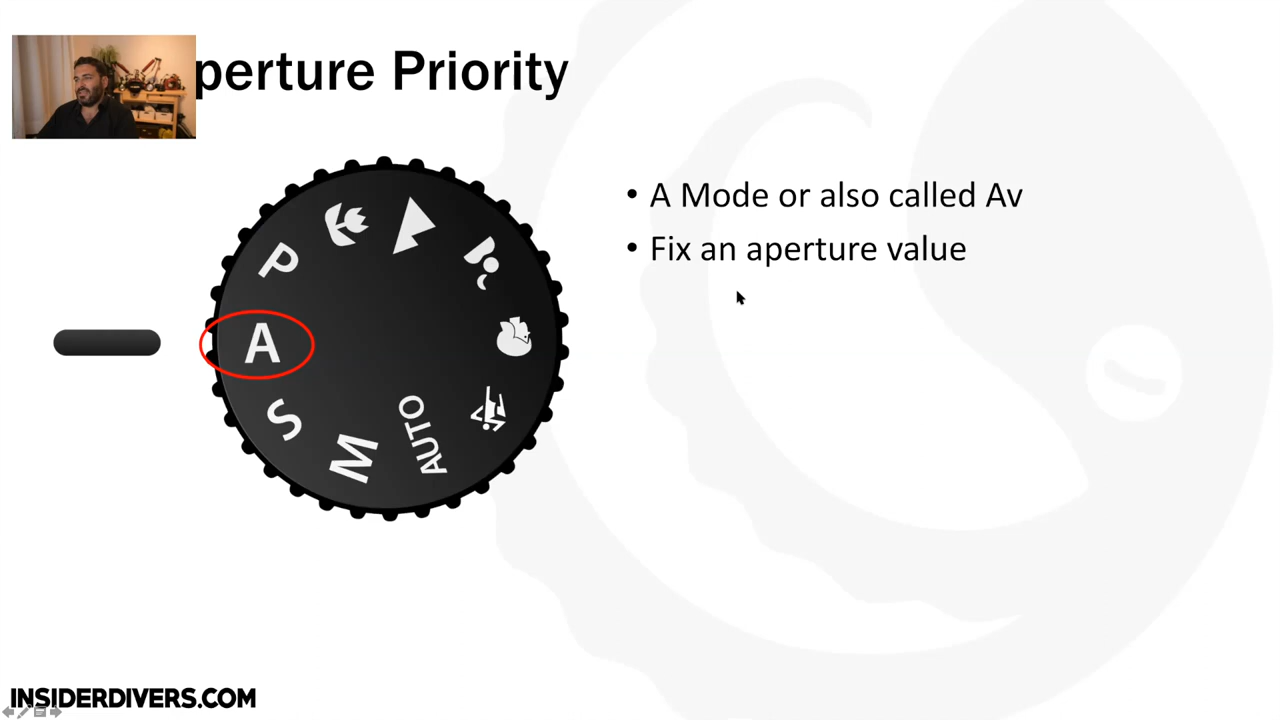 perture Priority
• A Mode or also called Av
• Fix an aperture value
P
A
S
M
AUTO
INSIDERDIVERS.COM